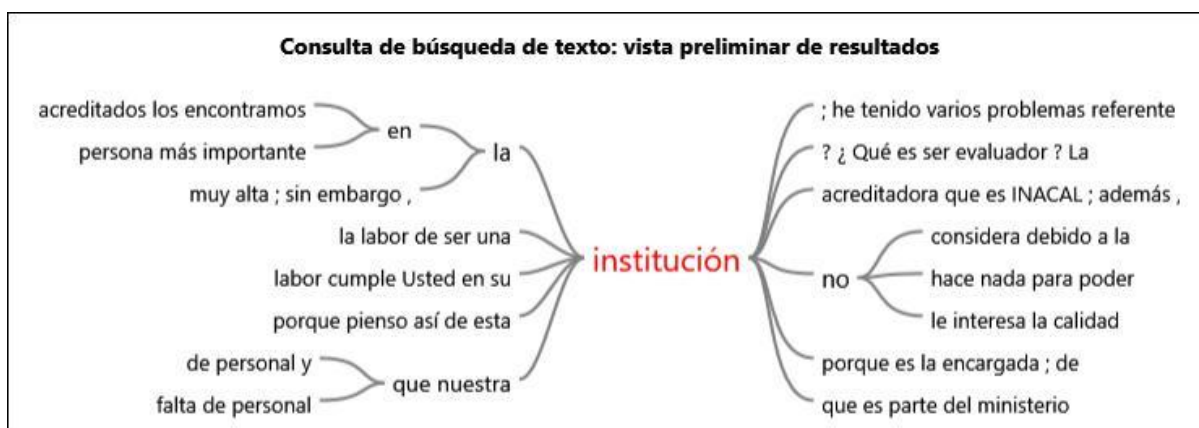 Consulta de búsqueda de texto: vista preliminar de resultados
acreditados los encontramos
persona más importante
en
muy alta ; sin embargo ,
la
la labor de ser una
labor cumple Usted en su
porque pienso así de esta
de personal y
falta de personal
que nuestra
institución
; he tenido varios problemas referente
? ¿ Qué es ser evaluador ? La
acreditadora que es INACAL ; además ,
no
considera debido a la
hace nada para poder
le interesa la calidad
porque es la encargada ; de
que es parte del ministerio